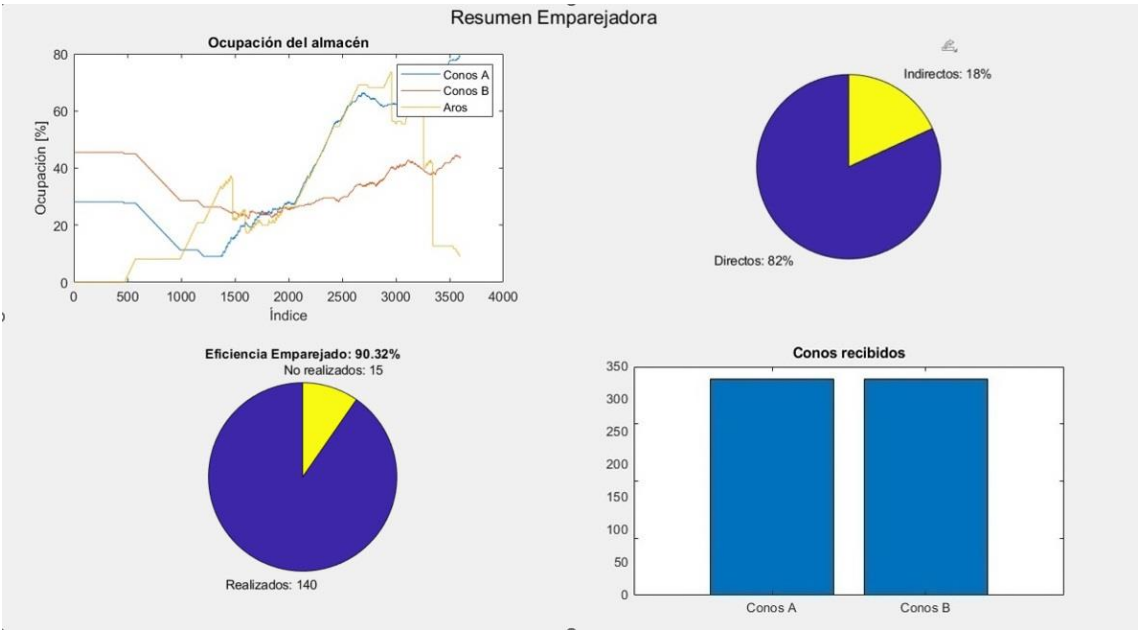 Resumen Emparejadora
Ocupación del almacén
80
60
40
20
0
Ocupación [%]
0 500 1000 1500 2000 2500 3000 3500 4000
Índice
Conos A
Conos B
Aros
Indirectos: 18%
Directos: 82%
Eficiencia Emparejado: 90.32%
No realizados: 15
Realizados: 140
Conos recibidos
350
300
250
200
150
100
50
0
Conos A Conos B